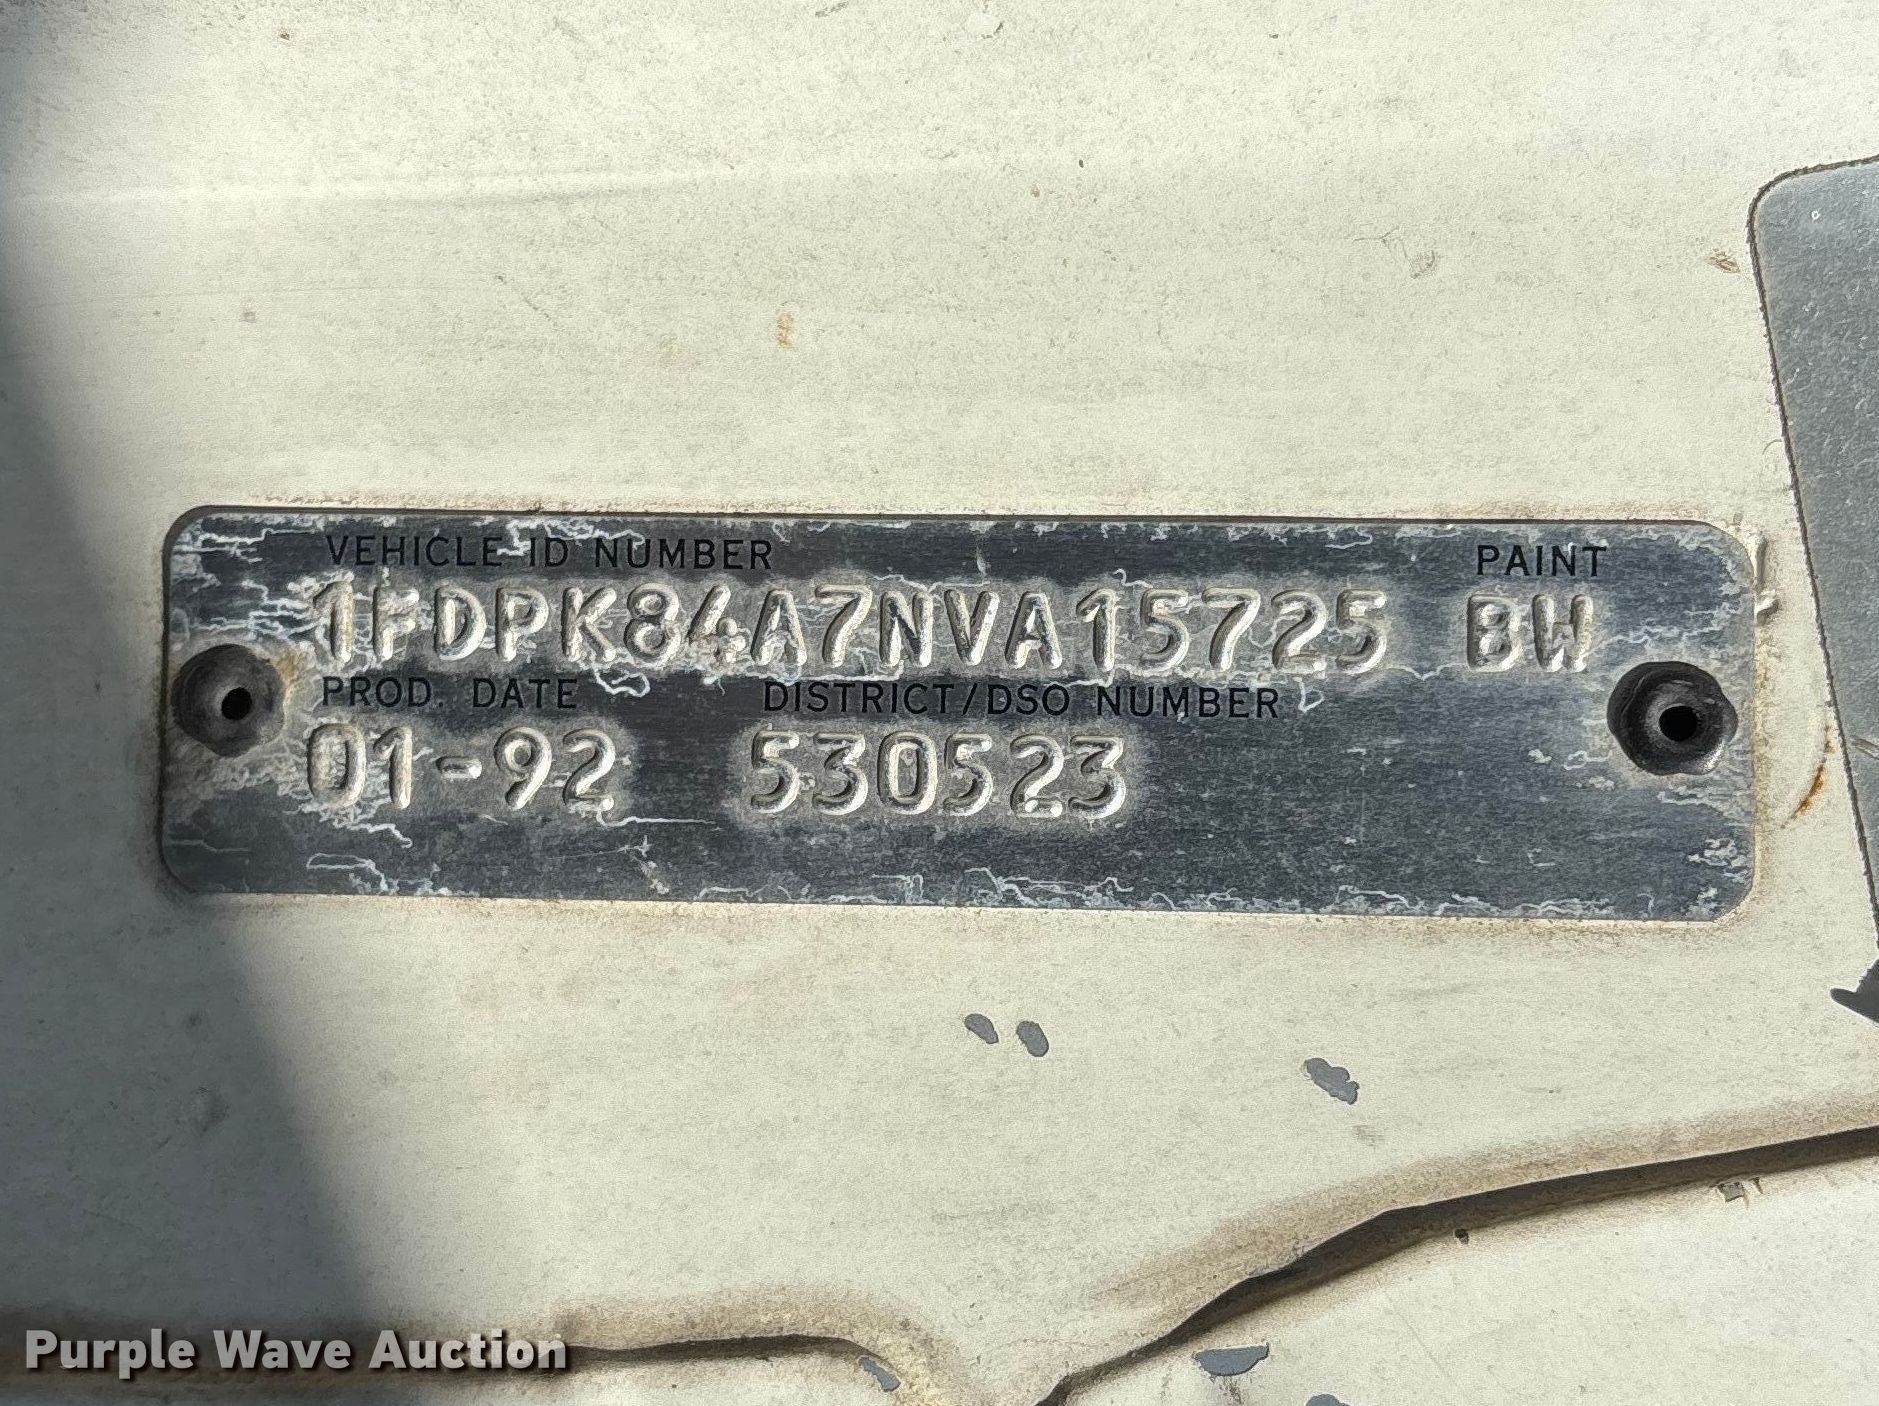 VEHICLE ID NUMBER PAINT
1FDPK84A7NVA15725 BW
PROD. DATE DISTRICT/DSO NUMBER
01-92 530523
Purple Wave Auction